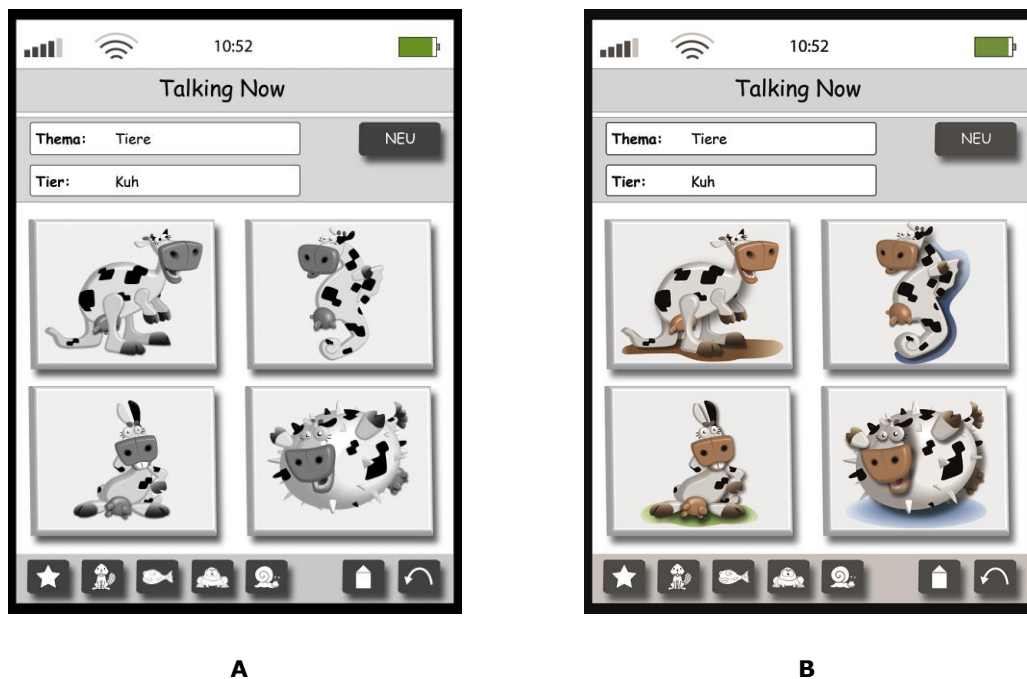 10:52
Talking Now
Thema: Tiere
NEU
Tier: Kuh
A
10:52
Talking Now
Thema: Tiere
NEU
Tier: Kuh
B